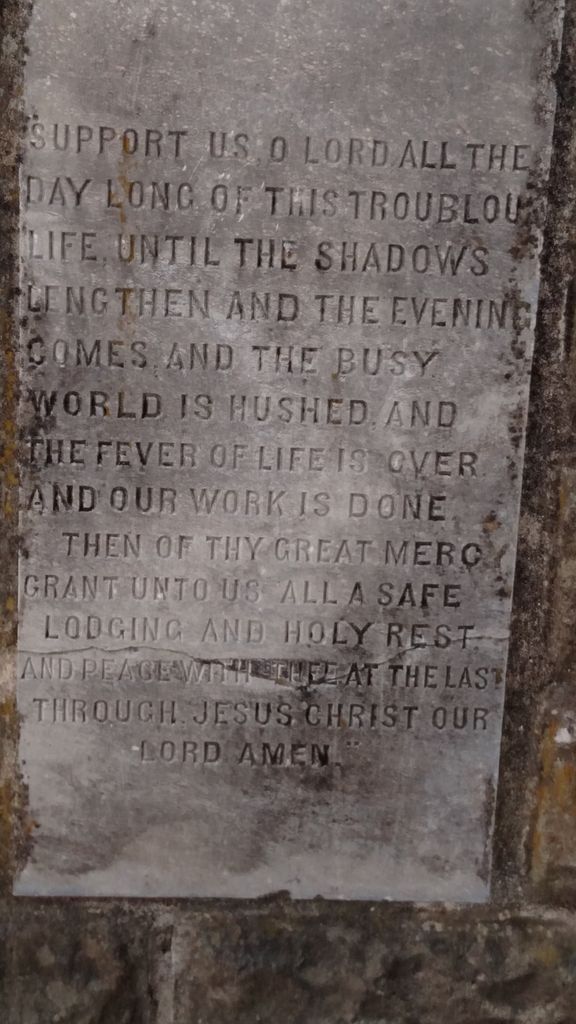 SUPPORT US, O LORD ALL THE
DAY LONG OF THIS TROUBLOU
LIFE, UNTIL THE SHADOWS
LENGTHEN AND THE EVENING
COMES, AND THE BUSY
WORLD IS HUSHED, AND
THE FEVER OF LIFE IS OVER
AND OUR WORK IS DONE.
THEN OF THY GREAT MERCY
GRANT UNTO US ALL A SAFE
LODGING AND HOLY REST
AND PEACE WITH THEE AT THE LAST
THROUGH JESUS CHRIST OUR
LORD AMEN."